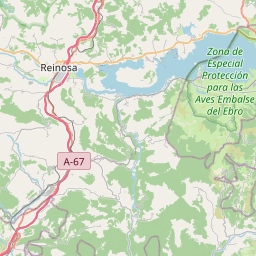 Zona de
Especial
Protección
para las
Aves Embalse
del Ebro
Reinosa
A-67